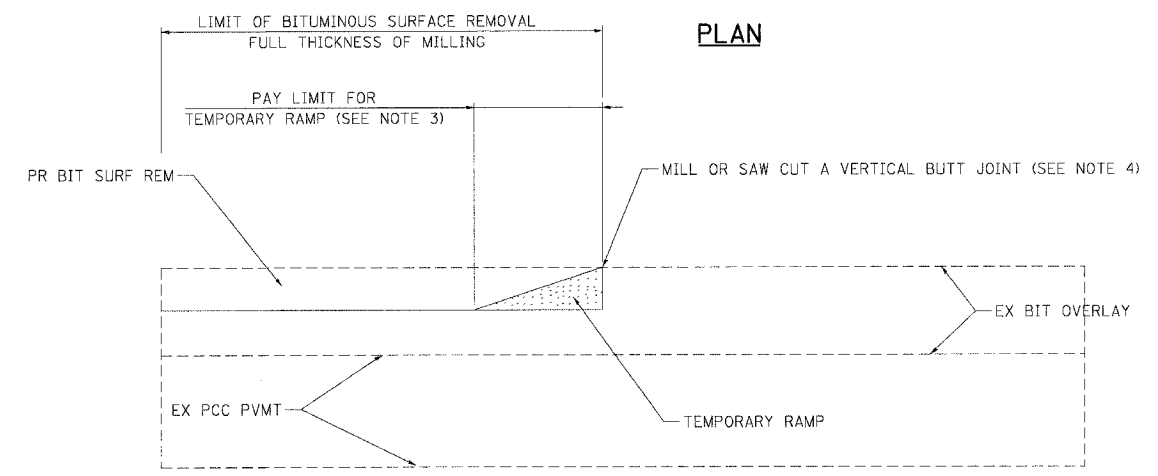 LIMIT OF BITUMINOUS SURFACE REMOVAL
FULL THICKNESS OF MILLING
PLAN
PAY LIMIT FOR
TEMPORARY RAMP (SEE NOTE 3)
PR BIT SURF REM
MILL OR SAW CUT A VERTICAL BUTT JOINT (SEE NOTE 4)
EX BIT OVERLAY
EX PCC PVMT
TEMPORARY RAMP